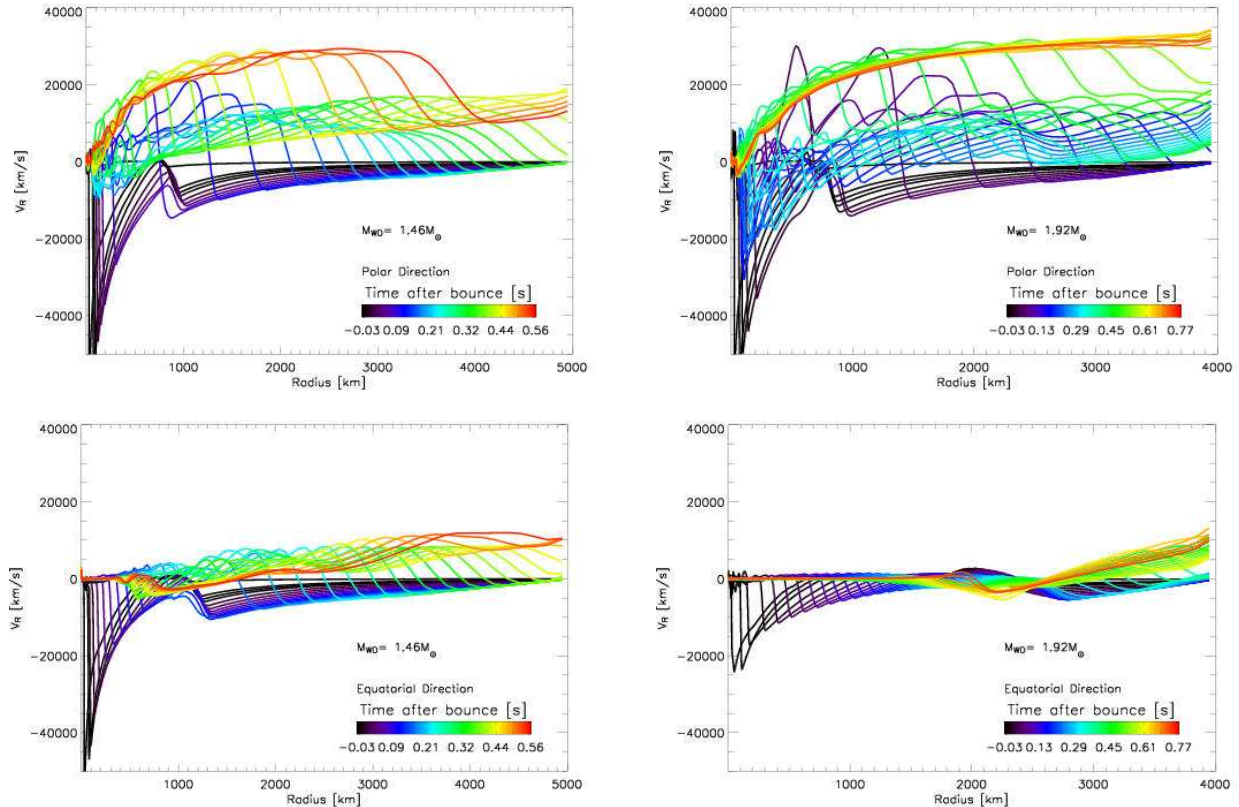 40000
20000
0
-20000
-40000
V_R [km/s]
M_WD= 1.46M_⊙
Polar Direction
Time after bounce [s]
-0.03 0.09 0.21 0.32 0.44 0.56
1000 2000 3000 4000 5000
Radius [km]
40000
20000
0
-20000
-40000
V_R [km/s]
M_WD= 1.92M_⊙
Polar Direction
Time after bounce [s]
-0.03 0.13 0.29 0.45 0.61 0.77
1000 2000 3000 4000
Radius [km]
40000
20000
0
-20000
-40000
V_R [km/s]
M_WD= 1.46M_⊙
Equatorial Direction
Time after bounce [s]
-0.03 0.09 0.21 0.32 0.44 0.56
1000 2000 3000 4000 5000
Radius [km]
40000
20000
0
-20000
-40000
V_R [km/s]
M_WD= 1.92M_⊙
Equatorial Direction
Time after bounce [s]
-0.03 0.13 0.29 0.45 0.61 0.77
1000 2000 3000 4000
Radius [km]